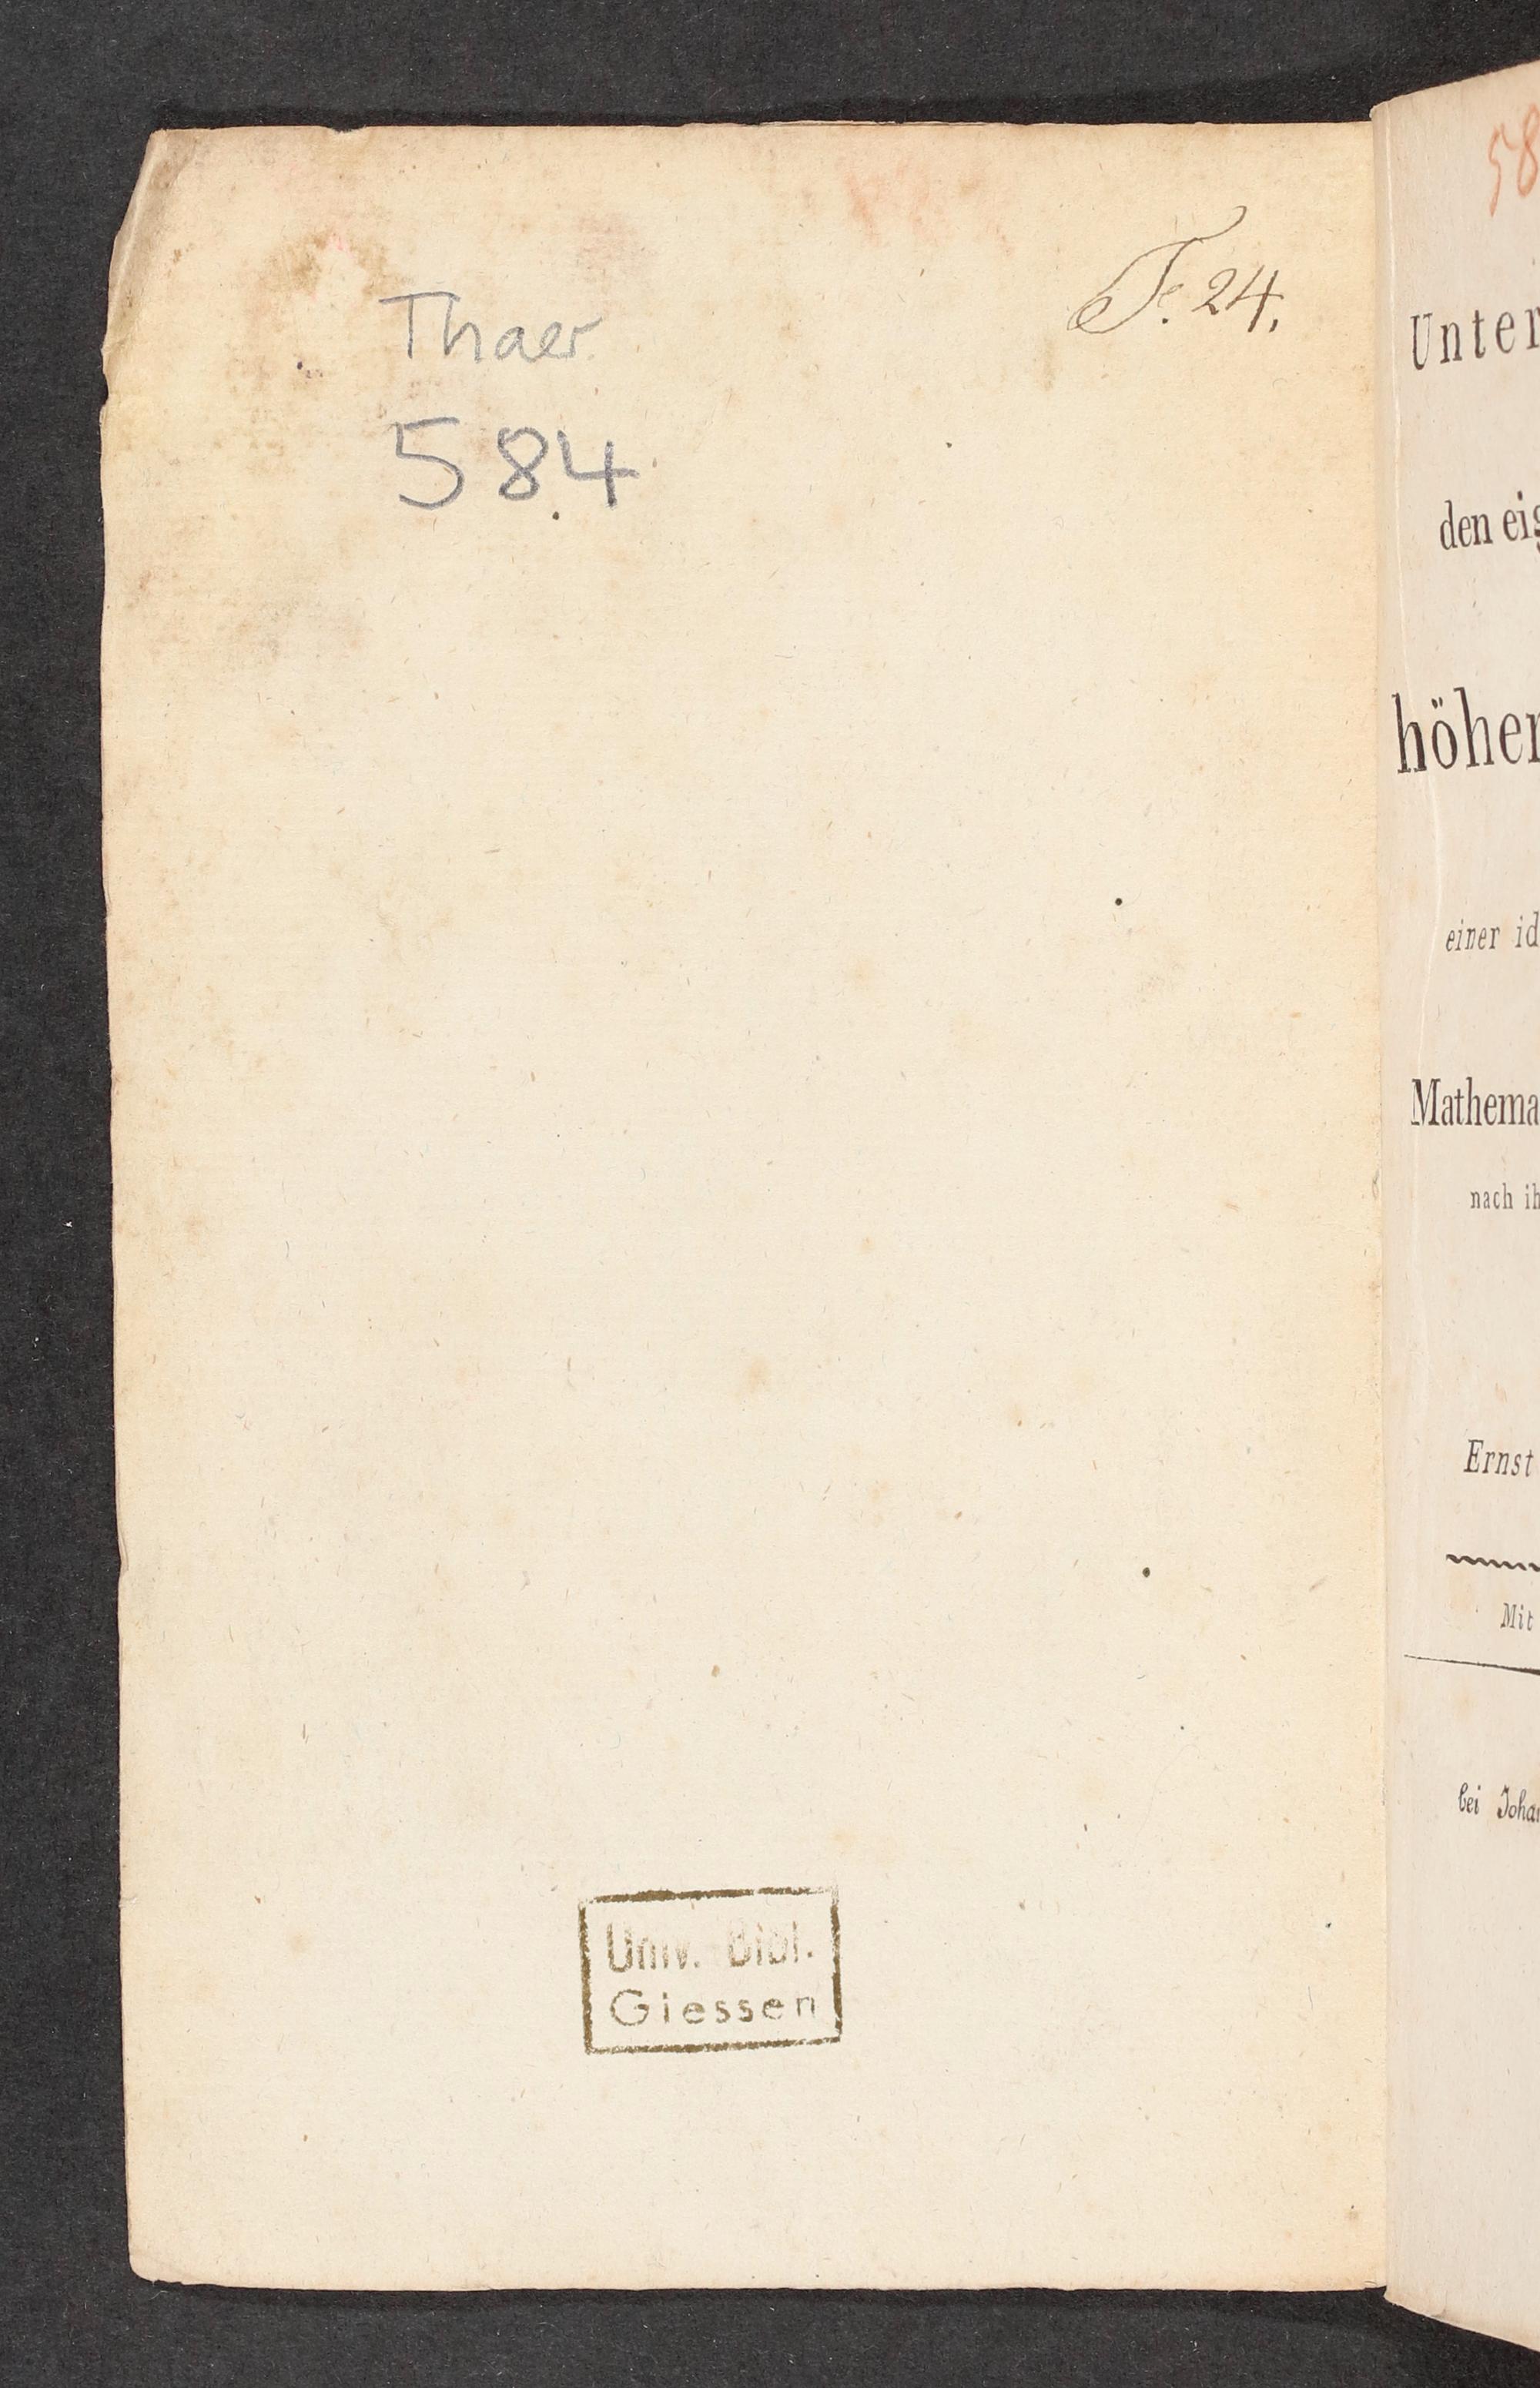 Thaer
584
F. 24.
Univ. Bibl.
Giessen
58
Unter
den eig
höher
einer id
Mathema
nach ih
Ernst
Mit
bei Johan